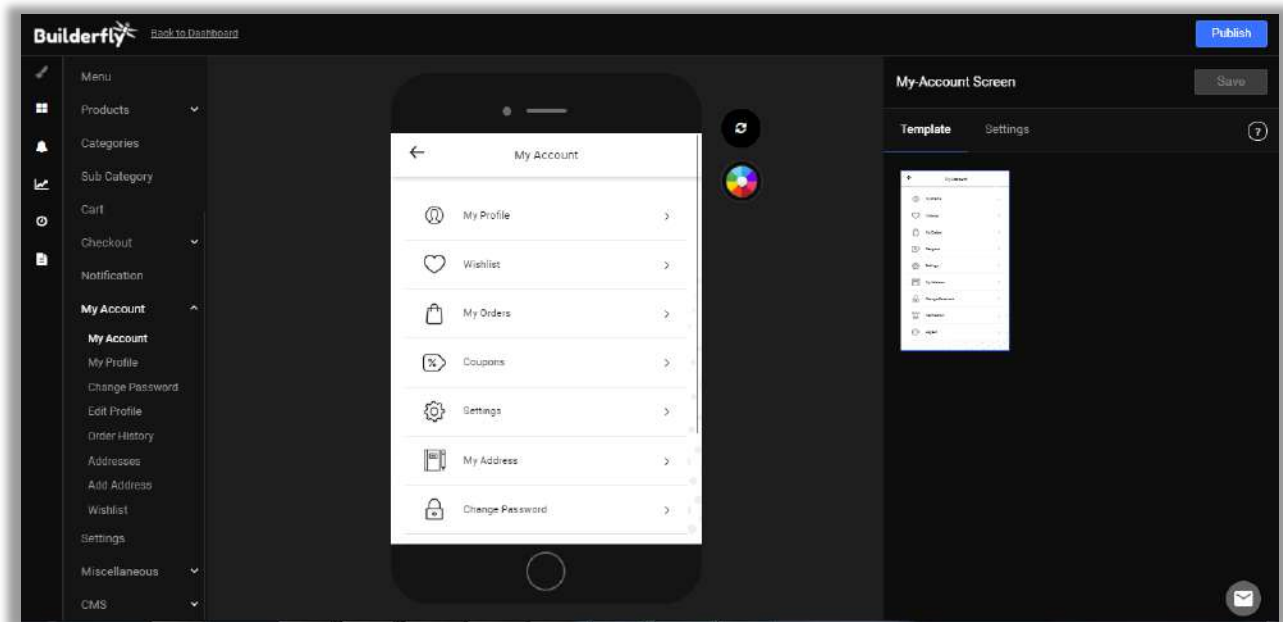 Builderfly
Back to Dashboard
Publish
Menu
Products
Categories
Sub Category
Cart
Checkout
Notification
My Account
My Account
My Profile
Change Password
Edit Profile
Order History
Addresses
Add Address
Wishlist
Settings
Miscellaneous
CMS
My Account
My Profile
Wishlist
My Orders
Coupons
Settings
My Address
Change Password
My-Account Screen
Save
Template
Settings
?